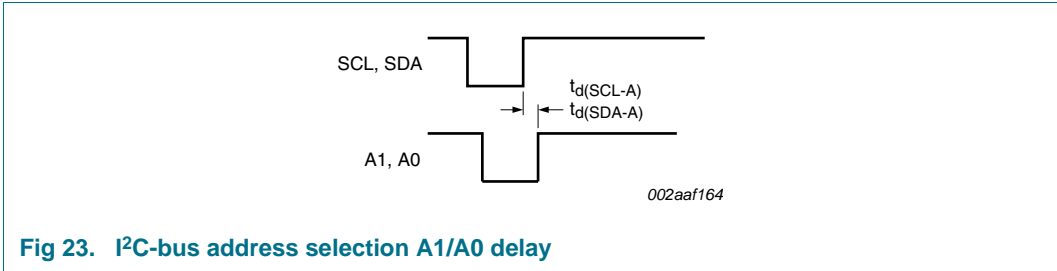 SCL, SDA
td(SCL-A)
td(SDA-A)
A1, A0
002aaf164
Fig 23. I²C-bus address selection A1/A0 delay